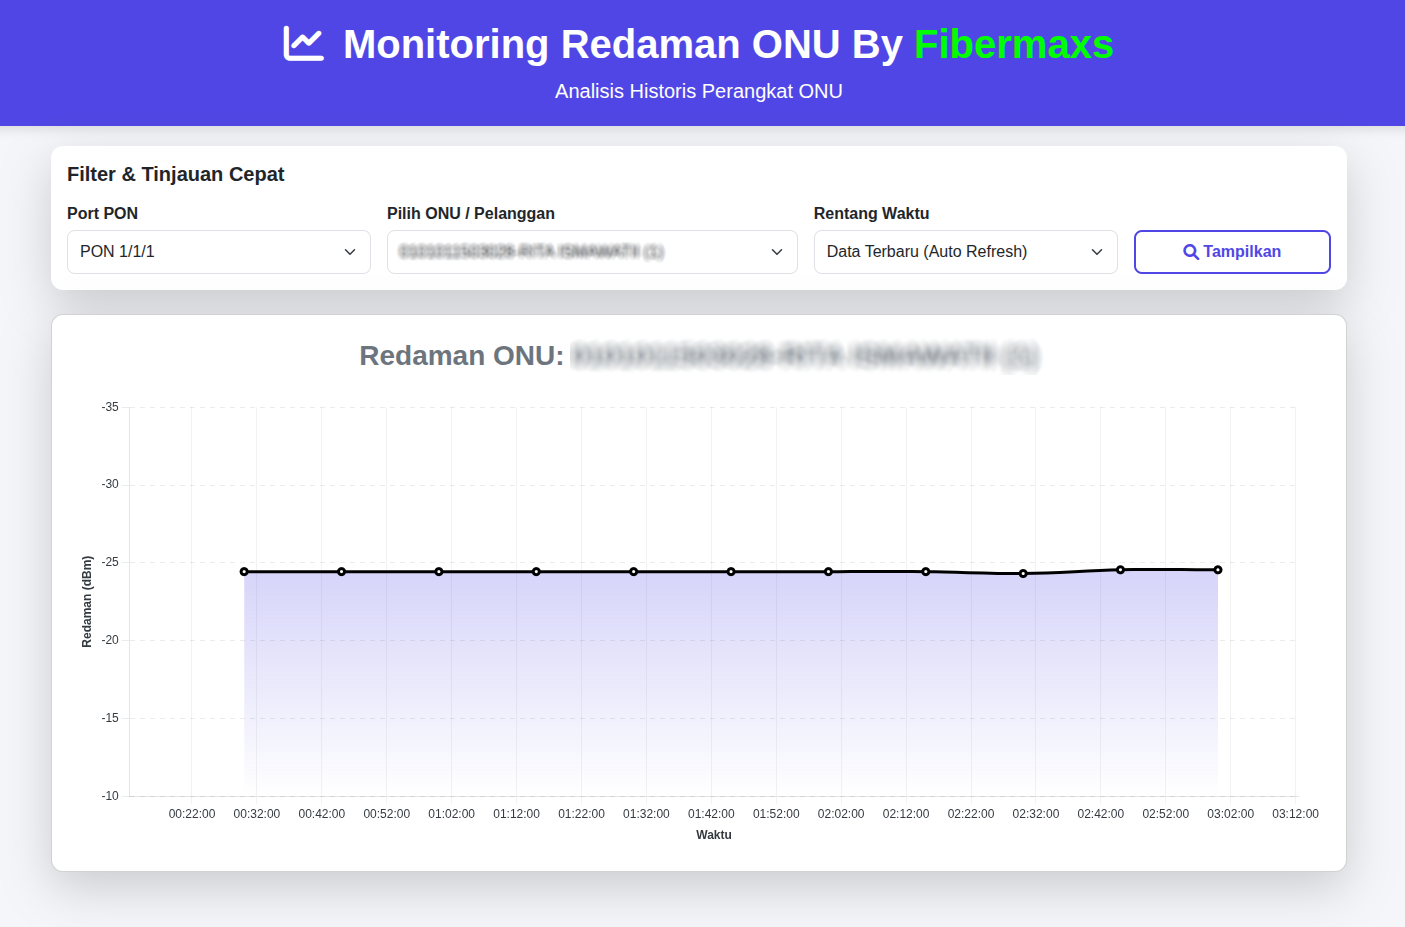 Monitoring Redaman ONU By Fibermaxs
Analisis Historis Perangkat ONU
Filter & Tinjauan Cepat
Port PON
Pilih ONU / Pelanggan
Rentang Waktu
PON 1/1/1
Data Terbaru (Auto Refresh)
Tampilkan
Redaman ONU:
-35
-30
-25
-20
-15
-10
Redaman (dBm)
00:22:00 00:32:00 00:42:00 00:52:00 01:02:00 01:12:00 01:22:00 01:32:00 01:42:00 01:52:00 02:02:00 02:12:00 02:22:00 02:32:00 02:42:00 02:52:00 03:02:00 03:12:00
Waktu